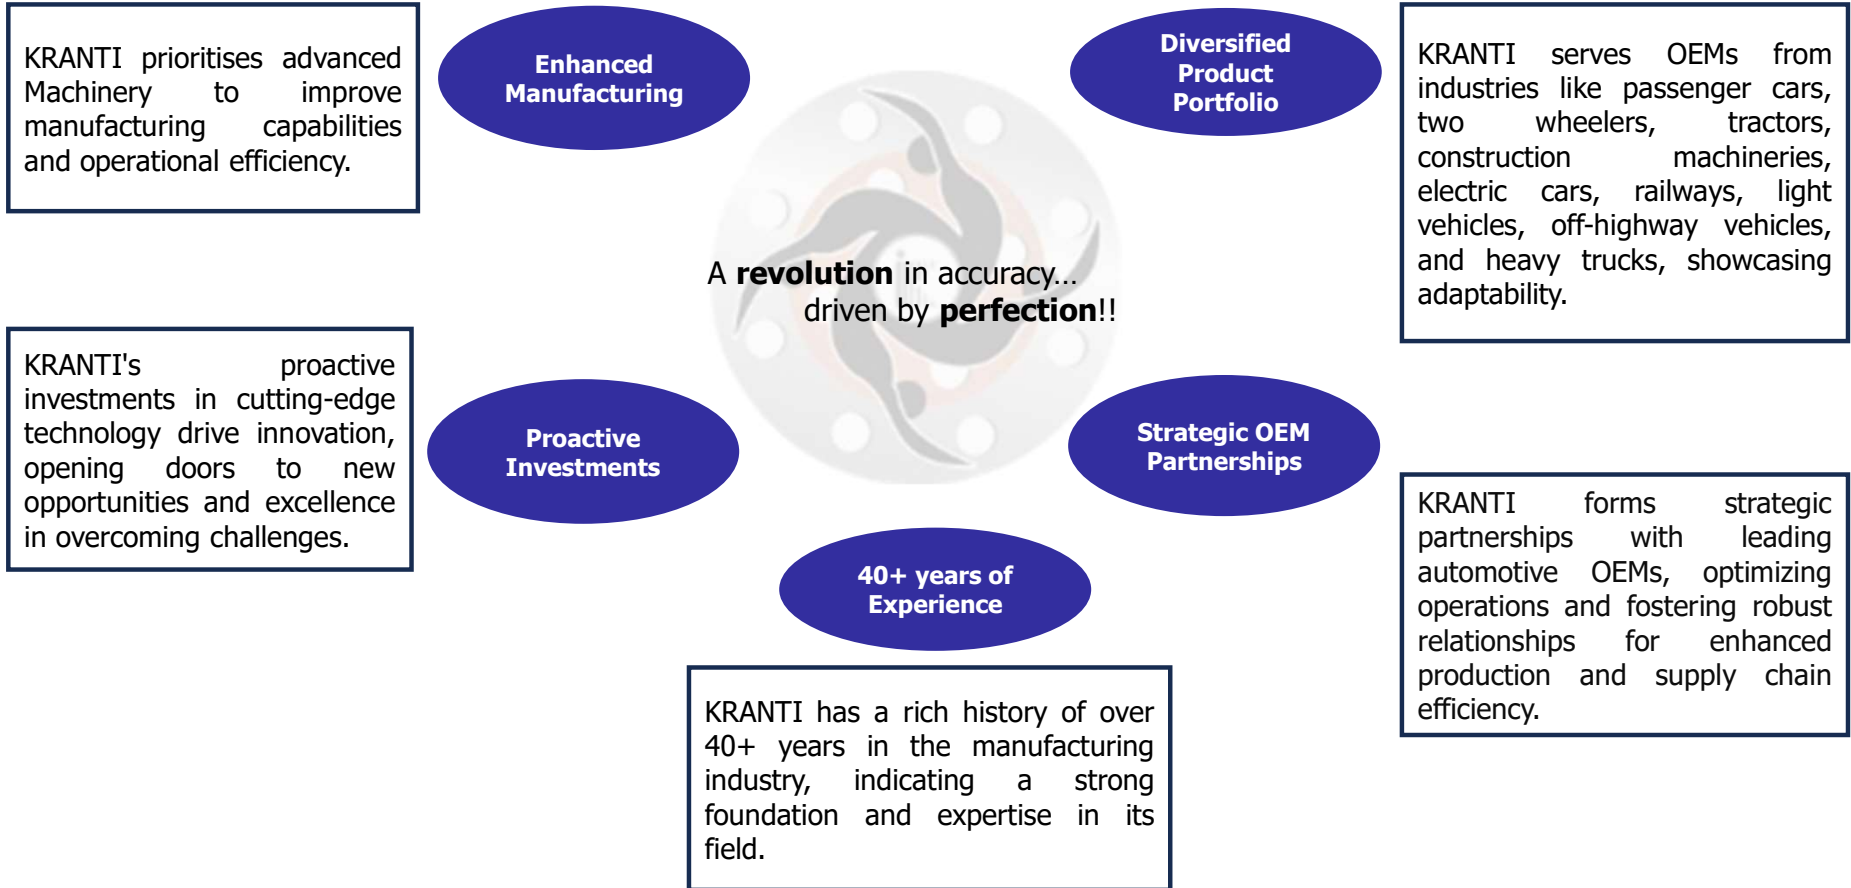 KRANTI prioritises advanced
Machinery to improve
manufacturing capabilities
and operational efficiency.
Enhanced
Manufacturing
Diversified
Product
Portfolio
KRANTI serves OEMs from
industries like passenger cars,
two wheelers, tractors,
construction machineries,
electric cars, railways, light
vehicles, off-highway vehicles,
and heavy trucks, showcasing
adaptability.
A revolution in accuracy...
driven by perfection!!
KRANTI's proactive
investments in cutting-edge
technology drive innovation,
opening doors to new
opportunities and excellence
in overcoming challenges.
Proactive
Investments
Strategic OEM
Partnerships
KRANTI forms strategic
partnerships with leading
automotive OEMs, optimizing
operations and fostering robust
relationships for enhanced
production and supply chain
efficiency.
40+ years of
Experience
KRANTI has a rich history of over
40+ years in the manufacturing
industry, indicating a strong
foundation and expertise in its
field.